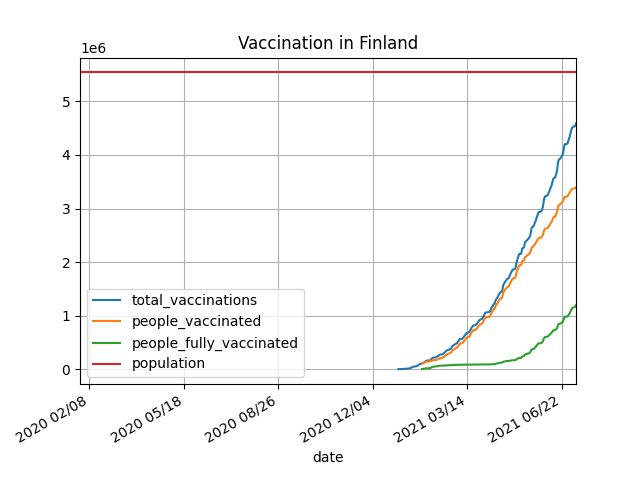 Vaccination in Finland
1e6
5
4
3
2
1
0
total_vaccinations
people_vaccinated
people_fully_vaccinated
population
2020 02/08
2020 05/18
2020 08/26
2020 12/04
2021 03/14
2021 06/22
date